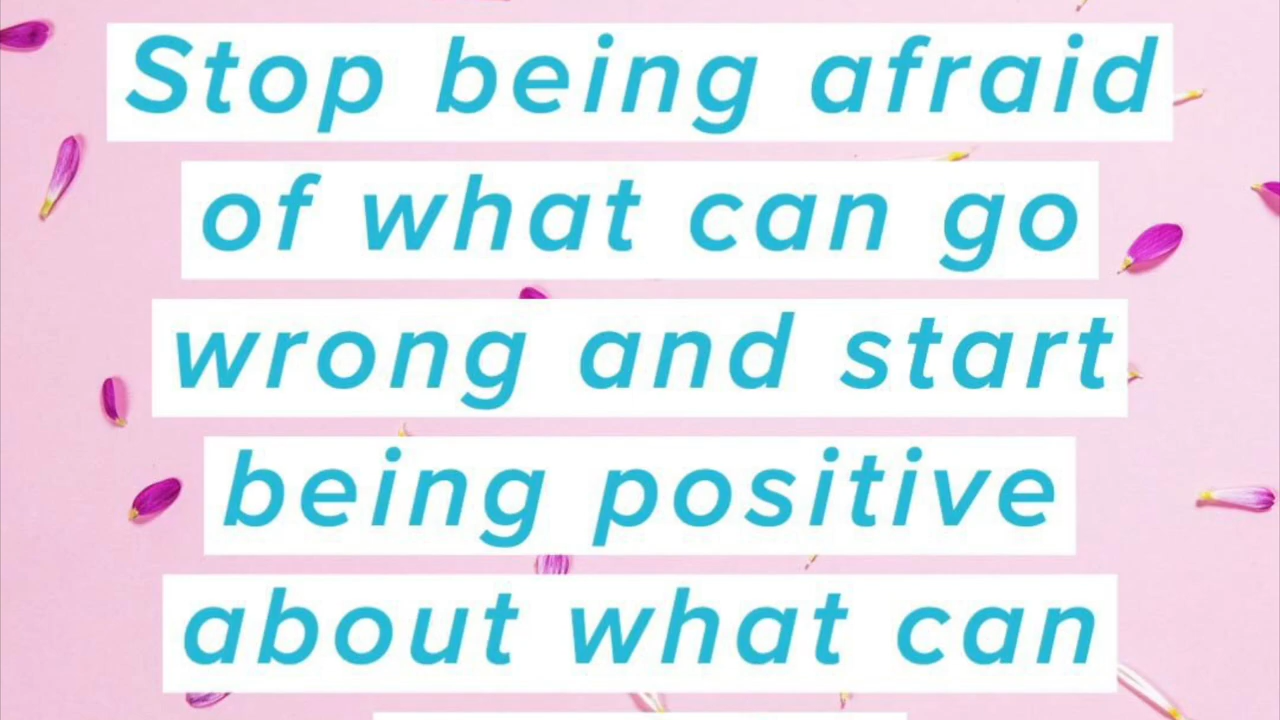 Stop being afraid
of what can go
wrong and start
being positive
about what can